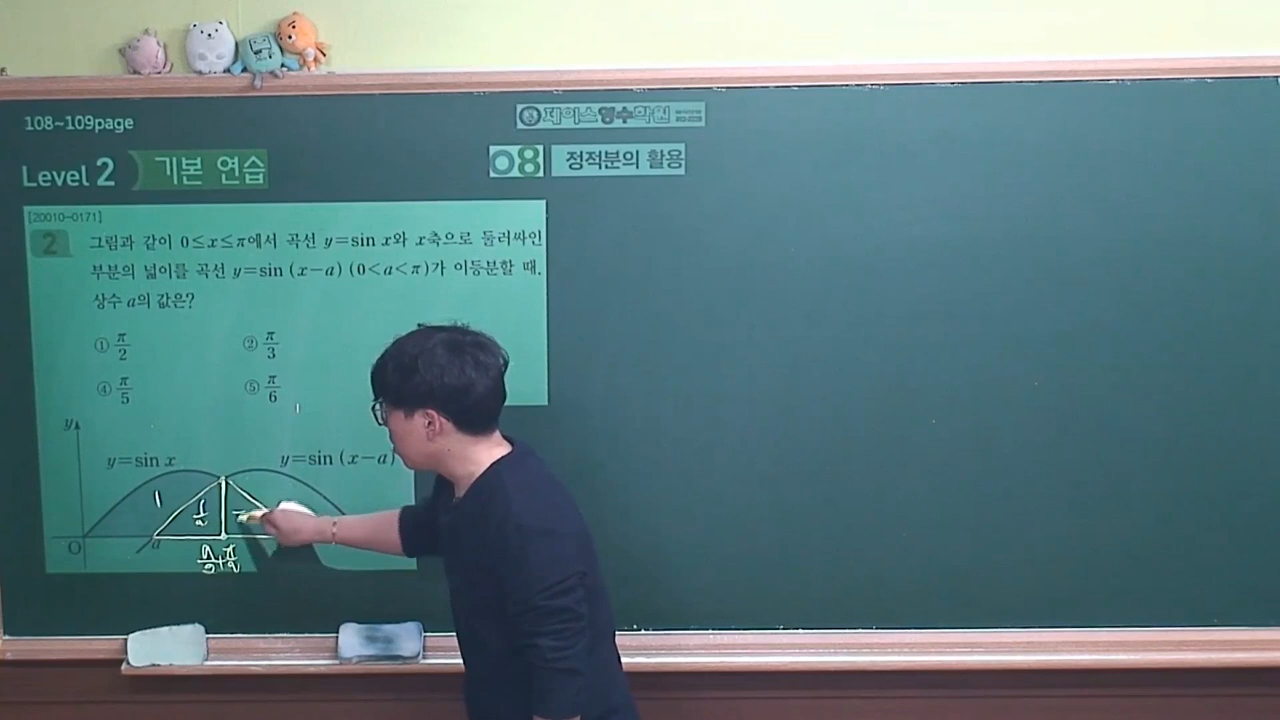 108~109page
제이스영수학원
Level 2 기본 연습
08 정적분의 활용
[20010-0171]
2 그림과 같이 0≤x≤π에서 곡선 y=sin x와 x축으로 둘러싸인
부분의 넓이를 곡선 y=sin (x-a) (0<a<π)가 이등분할 때,
상수 a의 값은?
① π/2 ② π/3
④ π/5 ⑤ π/6
y
y=sin x y=sin (x-a)
1
1/2
O a
a/2+π/2